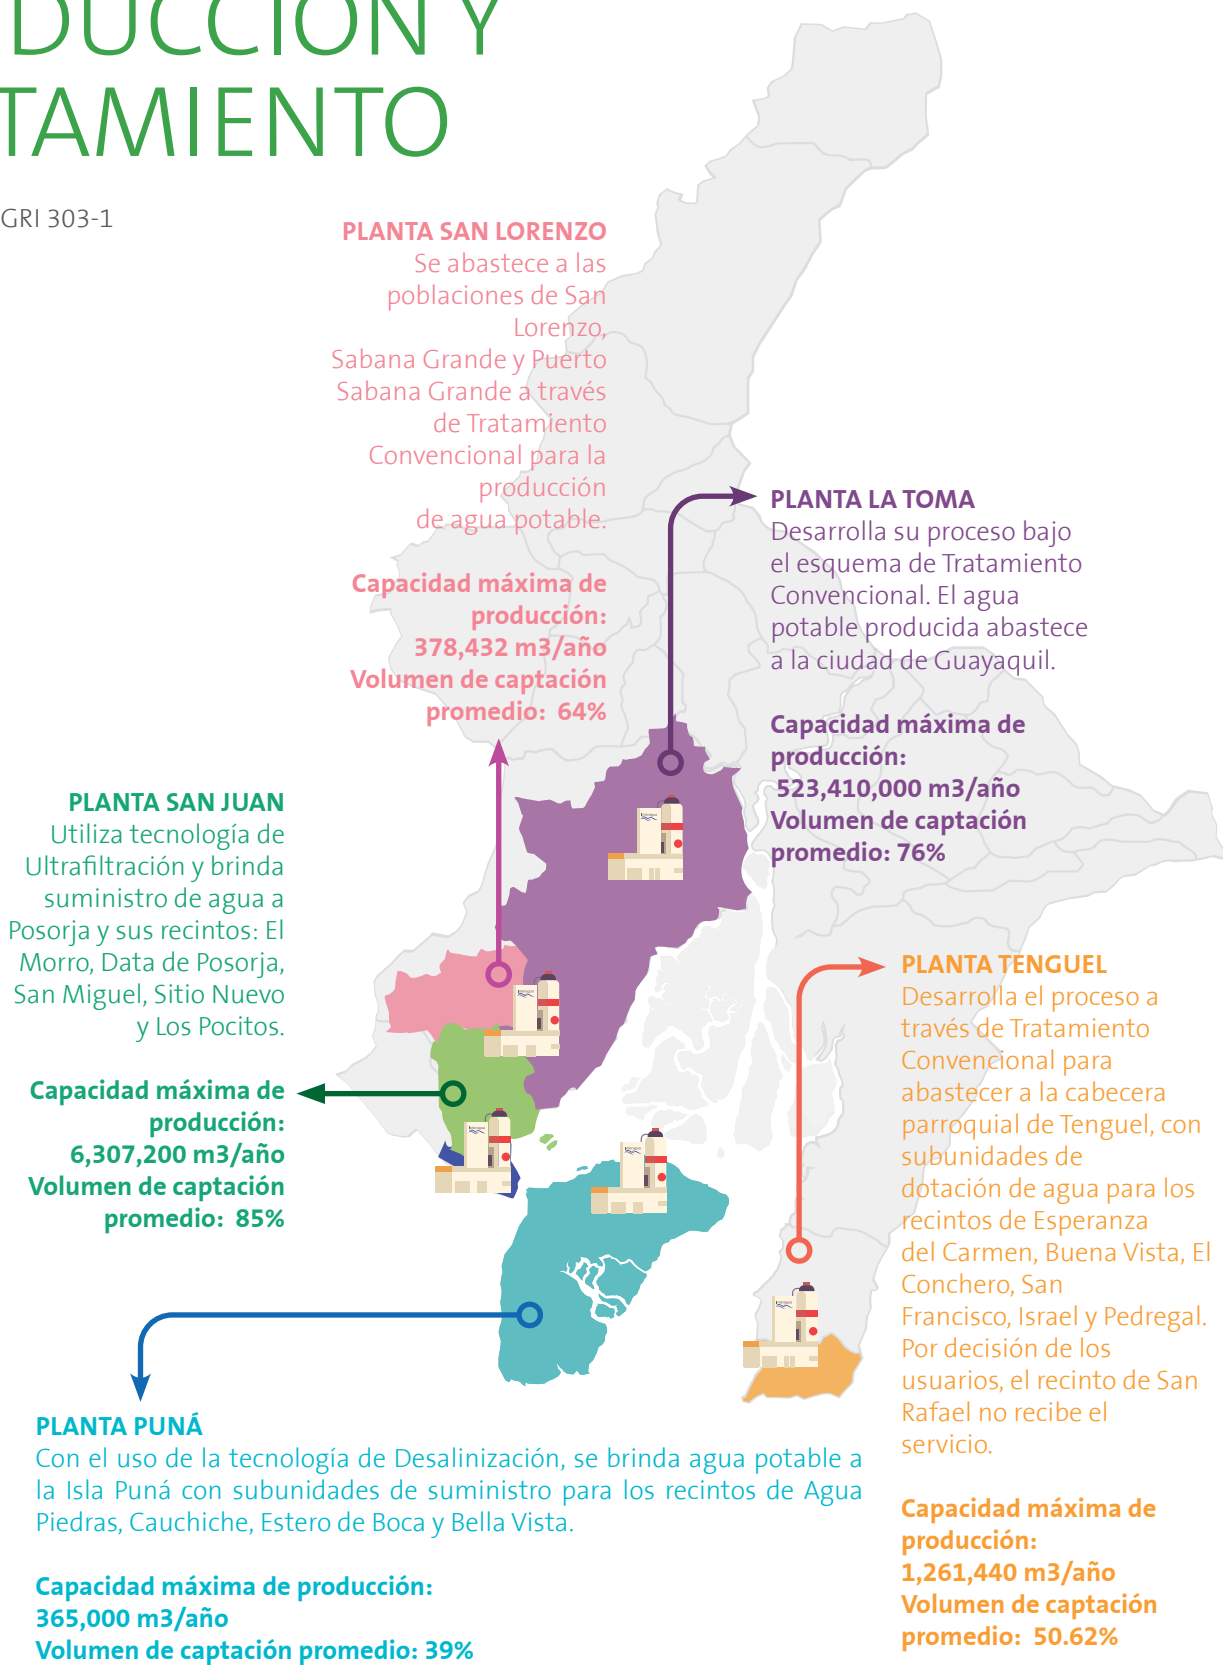 DUCCIÓN Y
TAMIENTO
GRI 303-1
PLANTA SAN LORENZO
Se abastece a las
poblaciones de San
Lorenzo,
Sabana Grande y Puerto
Sabana Grande a través
de Tratamiento
Convencional para la
producción
de agua potable.
Capacidad máxima de
producción:
378,432 m3/año
Volumen de captación
promedio: 64%
PLANTA LA TOMA
Desarrolla su proceso bajo
el esquema de Tratamiento
Convencional. El agua
potable producida abastece
a la ciudad de Guayaquil.
Capacidad máxima de
producción:
523,410,000 m3/año
Volumen de captación
promedio: 76%
PLANTA SAN JUAN
Utiliza tecnología de
Ultrafiltración y brinda
suministro de agua a
Posorja y sus recintos: El
Morro, Data de Posorja,
San Miguel, Sitio Nuevo
y Los Pocitos.
Capacidad máxima de
producción:
6,307,200 m3/año
Volumen de captación
promedio: 85%
PLANTA TENGUEL
Desarrolla el proceso a
través de Tratamiento
Convencional para
abastecer a la cabecera
parroquial de Tenguel, con
subunidades de
dotación de agua para los
recintos de Esperanza
del Carmen, Buena Vista, El
Conchero, San
Francisco, Israel y Pedregal.
Por decisión de los
usuarios, el recinto de San
Rafael no recibe el
servicio.
Capacidad máxima de
producción:
1,261,440 m3/año
Volumen de captación
promedio: 50.62%
PLANTA PUNÁ
Con el uso de la tecnología de Desalinización, se brinda agua potable a
la Isla Puná con subunidades de suministro para los recintos de Agua
Piedras, Cauchiche, Estero de Boca y Bella Vista.
Capacidad máxima de producción:
365,000 m3/año
Volumen de captación promedio: 39%